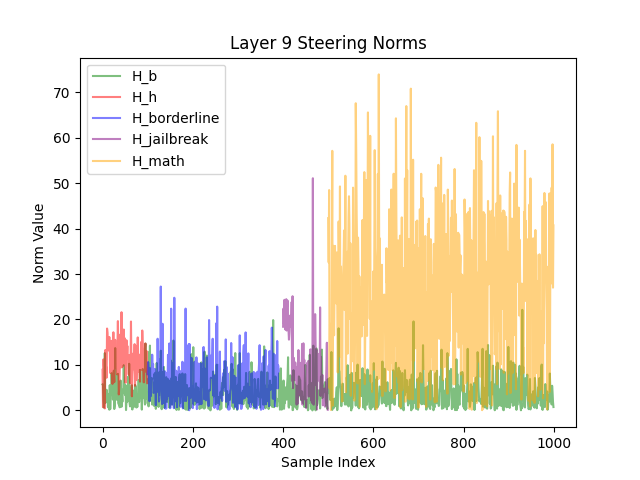 Layer 9 Steering Norms
H_b
H_h
H_borderline
H_jailbreak
H_math
Norm Value
70
60
50
40
30
20
10
0
0 200 400 600 800 1000
Sample Index